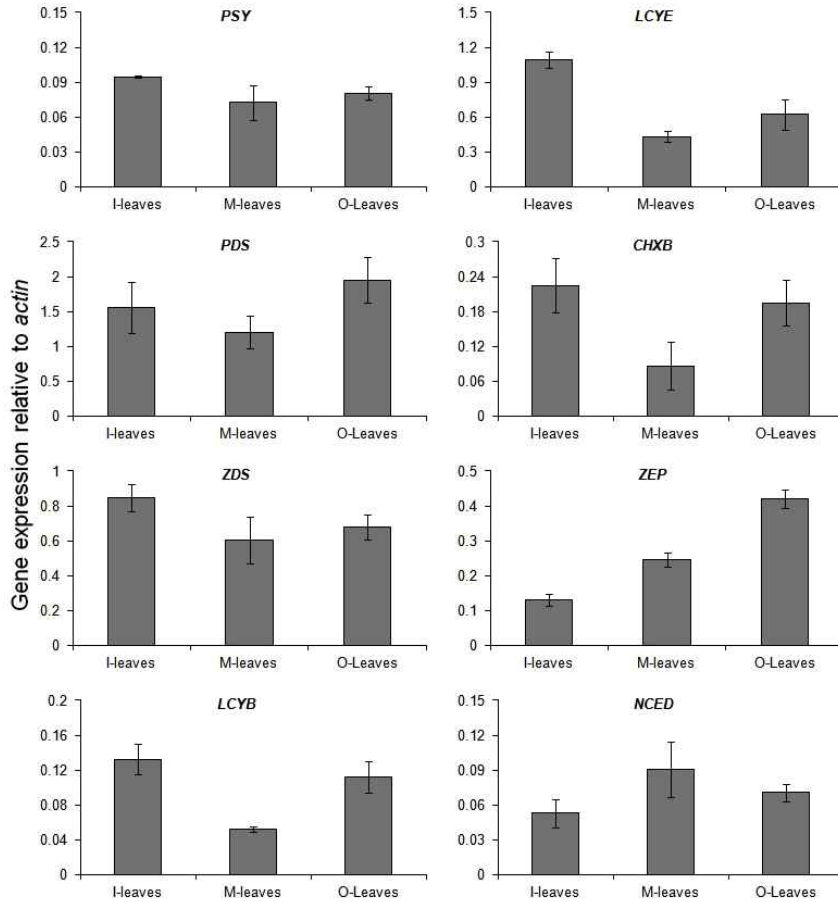 Gene expression relative to actin
PSY
0.15
0.12
0.09
0.06
0.03
0
I-leaves M-leaves O-Leaves
LCYE
1.5
1.2
0.9
0.6
0.3
0
I-leaves M-leaves O-Leaves
PDS
2.5
2
1.5
1
0.5
0
I-leaves M-leaves O-Leaves
CHXB
0.3
0.24
0.18
0.12
0.06
0
I-leaves M-leaves O-Leaves
ZDS
1
0.8
0.6
0.4
0.2
0
I-leaves M-leaves O-Leaves
ZEP
0.5
0.4
0.3
0.2
0.1
0
I-leaves M-leaves O-Leaves
LCYB
0.2
0.16
0.12
0.08
0.04
0
I-leaves M-leaves O-Leaves
NCED
0.15
0.12
0.09
0.06
0.03
0
I-leaves M-leaves O-Leaves